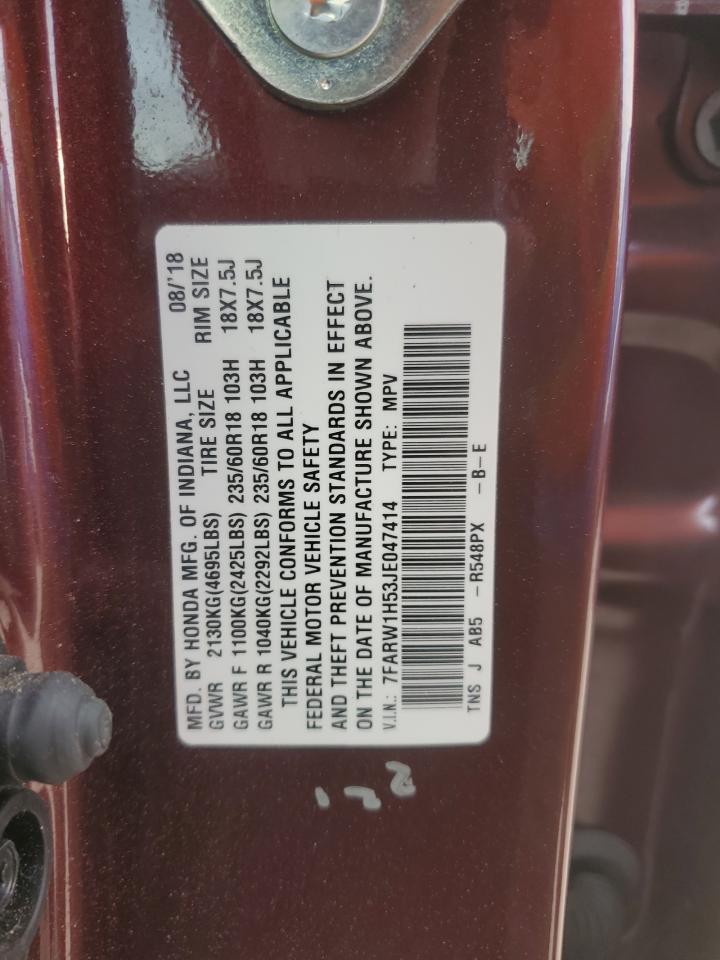 MFD. BY HONDA MFG. OF INDIANA, LLC 08/'18
GVWR 2130KG(4695LBS) TIRE SIZE RIM SIZE
GAWR F 1100KG(2425LBS) 235/60R18 103H 18X7.5J
GAWR R 1040KG(2292LBS) 235/60R18 103H 18X7.5J
THIS VEHICLE CONFORMS TO ALL APPLICABLE
FEDERAL MOTOR VEHICLE SAFETY
AND THEFT PREVENTION STANDARDS IN EFFECT
ON THE DATE OF MANUFACTURE SHOWN ABOVE.
V.I.N.: 7FARW1H53JE047414 TYPE: MPV
TNS J AB5 -R548PX -B-E